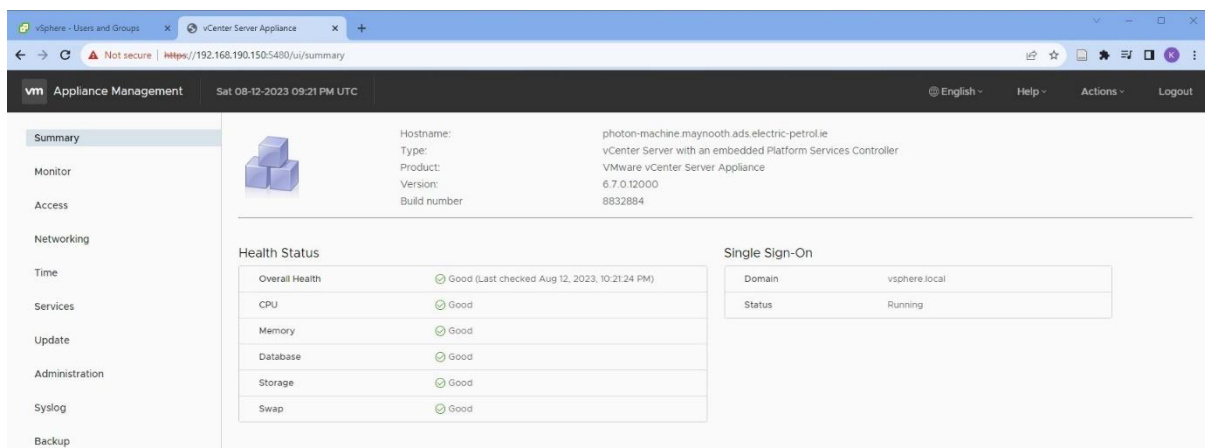 vSphere - Users and Groups
vCenter Server Appliance
Not secure | https://192.168.190.150:5480/ui/summary
K
vm Appliance Management Sat 08-12-2023 09:21 PM UTC English Help Actions Logout
Summary
Monitor
Access
Networking
Time
Services
Update
Administration
Syslog
Backup
Hostname: photon-machine.maynooth.ads.electric-petrol.ie
Type: vCenter Server with an embedded Platform Services Controller
Product: VMware vCenter Server Appliance
Version: 6.7.0.12000
Build number 8832884
Health Status
Overall Health Good (Last checked Aug 12, 2023, 10:21:24 PM)
CPU Good
Memory Good
Database Good
Storage Good
Swap Good
Single Sign-On
Domain vsphere.local
Status Running